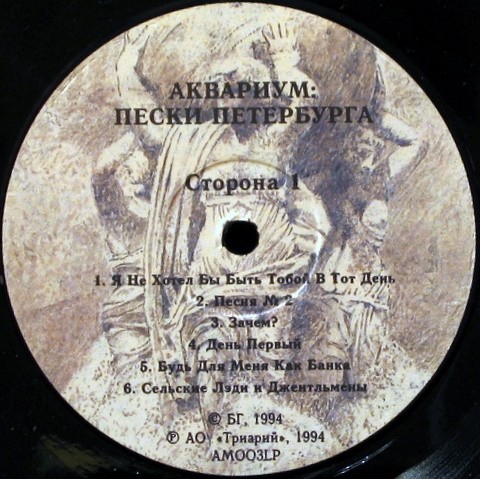 АКВАРИУМ:
ПЕСКИ ПЕТЕРБУРГА
Сторона 1
1. Я Не Хотел Бы Быть Тобой В Тот День
2. Песня № 2
3. Зачем?
4. День Первый
5. Будь Для Меня Как Банка
6. Сельские Лэди и Джентльмены
© БГ, 1994
℗ АО «Триарий», 1994
AM003LP